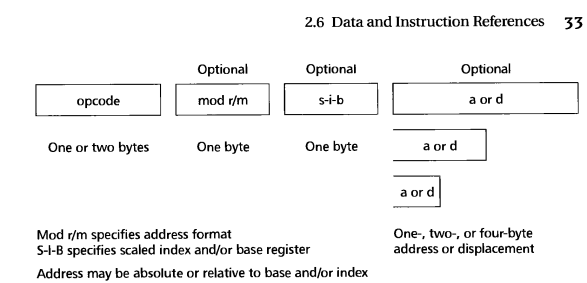 2.6 Data and Instruction References 33
Optional Optional Optional
opcode mod r/m s-i-b a or d
One or two bytes One byte One byte a or d
a or d
Mod r/m specifies address format One-, two-, or four-byte
S-I-B specifies scaled index and/or base register address or displacement
Address may be absolute or relative to base and/or index